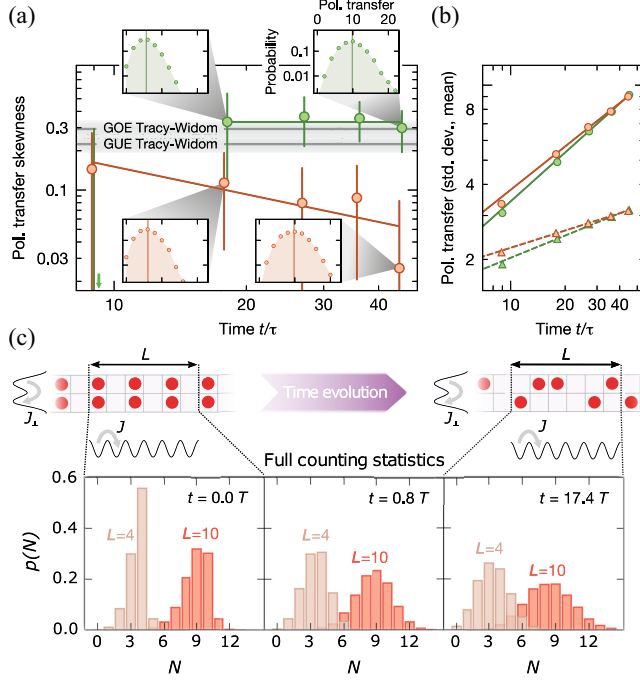 (a)
Pol. transfer
0 10 20
Probability
0.1
0.01
Pol. transfer skewness
0.3
0.1
0.03
GOE Tracy-Widom
GUE Tracy-Widom
10 20 30 40
Time t/τ
(b)
Pol. transfer (std. dev., mean)
8
4
2
10 20 30 40
Time t/τ
(c)
L
J⊥
J
Time evolution
L
J⊥
J
Full counting statistics
p(N)
0.6
0.4
0.2
0.0
t = 0.0 T
L=4
L=10
0 3 6 9 12
N
t = 0.8 T
L=4
L=10
0 3 6 9 12
N
t = 17.4 T
L=4
L=10
0 3 6 9 12
N